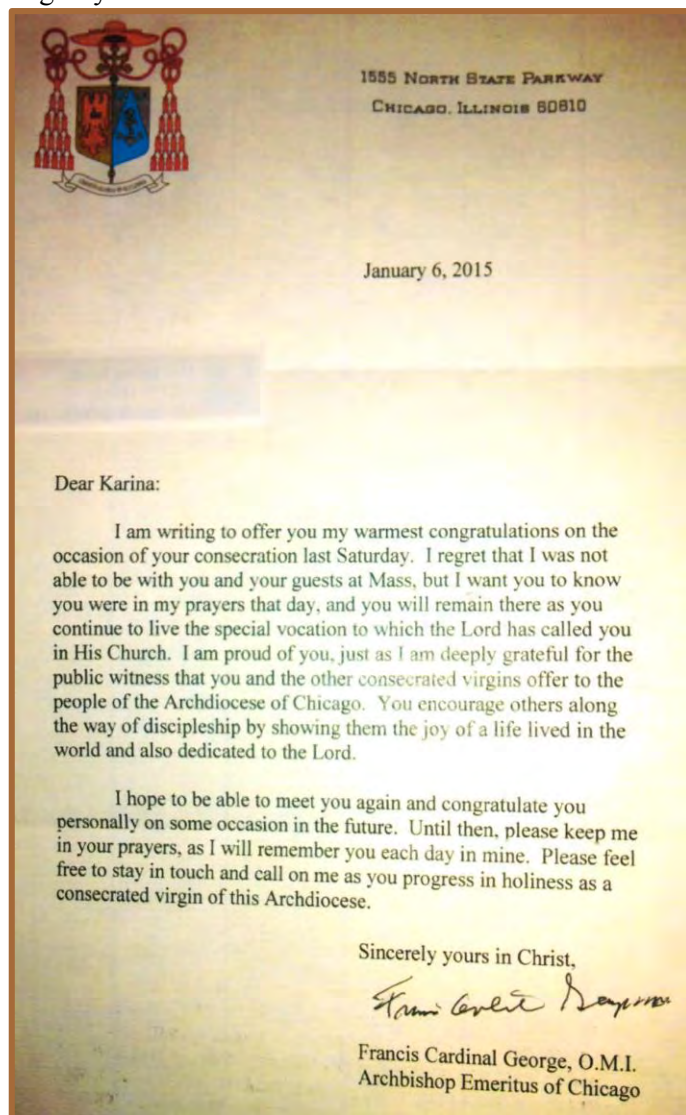 1555 NORTH STATE PARKWAY
CHICAGO, ILLINOIS 60610
January 6, 2015
Dear Karina:
I am writing to offer you my warmest congratulations on the
occasion of your consecration last Saturday. I regret that I was not
able to be with you and your guests at Mass, but I want you to know
you were in my prayers that day, and you will remain there as you
continue to live the special vocation to which the Lord has called you
in His Church. I am proud of you, just as I am deeply grateful for the
public witness that you and the other consecrated virgins offer to the
people of the Archdiocese of Chicago. You encourage others along
the way of discipleship by showing them the joy of a life lived in the
world and also dedicated to the Lord.
I hope to be able to meet you again and congratulate you
personally on some occasion in the future. Until then, please keep me
in your prayers, as I will remember you each day in mine. Please feel
free to stay in touch and call on me as you progress in holiness as a
consecrated virgin of this Archdiocese.
Sincerely yours in Christ,
Francis Cardinal George, O.M.I.
Archbishop Emeritus of Chicago